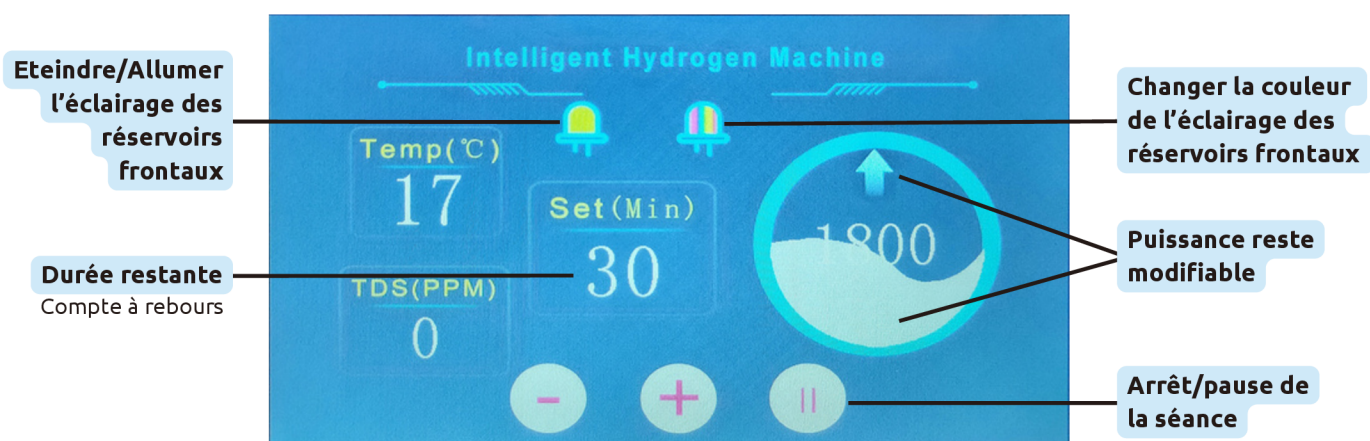 Intelligent Hydrogen Machine
Eteindre/Allumer
l’éclairage des
réservoirs
frontaux
Changer la couleur
de l’éclairage des
réservoirs frontaux
Temp(℃)
17
Set(Min)
30
1800
Puissance reste
modifiable
Durée restante
Compte à rebours
TDS(PPM)
0
-
+
||
Arrêt/pause de
la séance